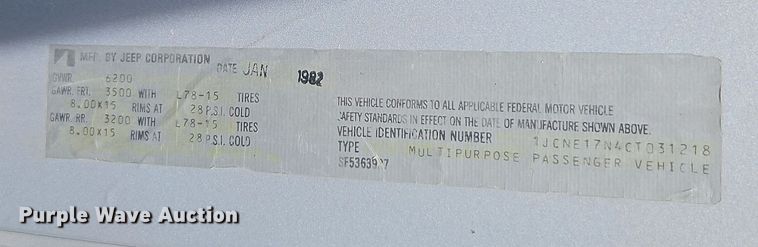 MFD. BY JEEP CORPORATION DATE JAN 1982
GVWR. 6200
GAWR. FRT. 3500 WITH L78-15 TIRES
8.00X15 RIMS AT 28 P.S.I. COLD
GAWR. RR. 3200 WITH L78-15 TIRES
8.00X15 RIMS AT 28 P.S.I. COLD
THIS VEHICLE CONFORMS TO ALL APPLICABLE FEDERAL MOTOR VEHICLE
SAFETY STANDARDS IN EFFECT ON THE DATE OF MANUFACTURE SHOWN ABOVE.
VEHICLE IDENTIFICATION NUMBER 1JCNE17N4CT031218
TYPE MULTIPURPOSE PASSENGER VEHICLE
Purple Wave Auction